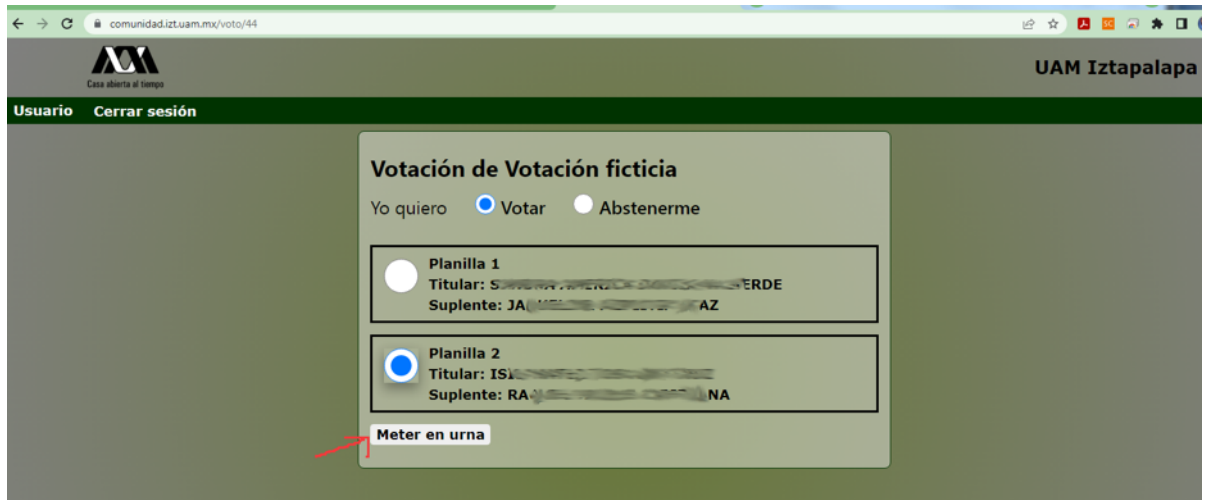 comunidad.izt.uam.mx/voto/44
Casa abierta al tiempo
UAM Iztapalapa
Usuario Cerrar sesión
Votación de Votación ficticia
Yo quiero Votar Abstenerme
Planilla 1
Titular:
Suplente:
Planilla 2
Titular:
Suplente:
Meter en urna